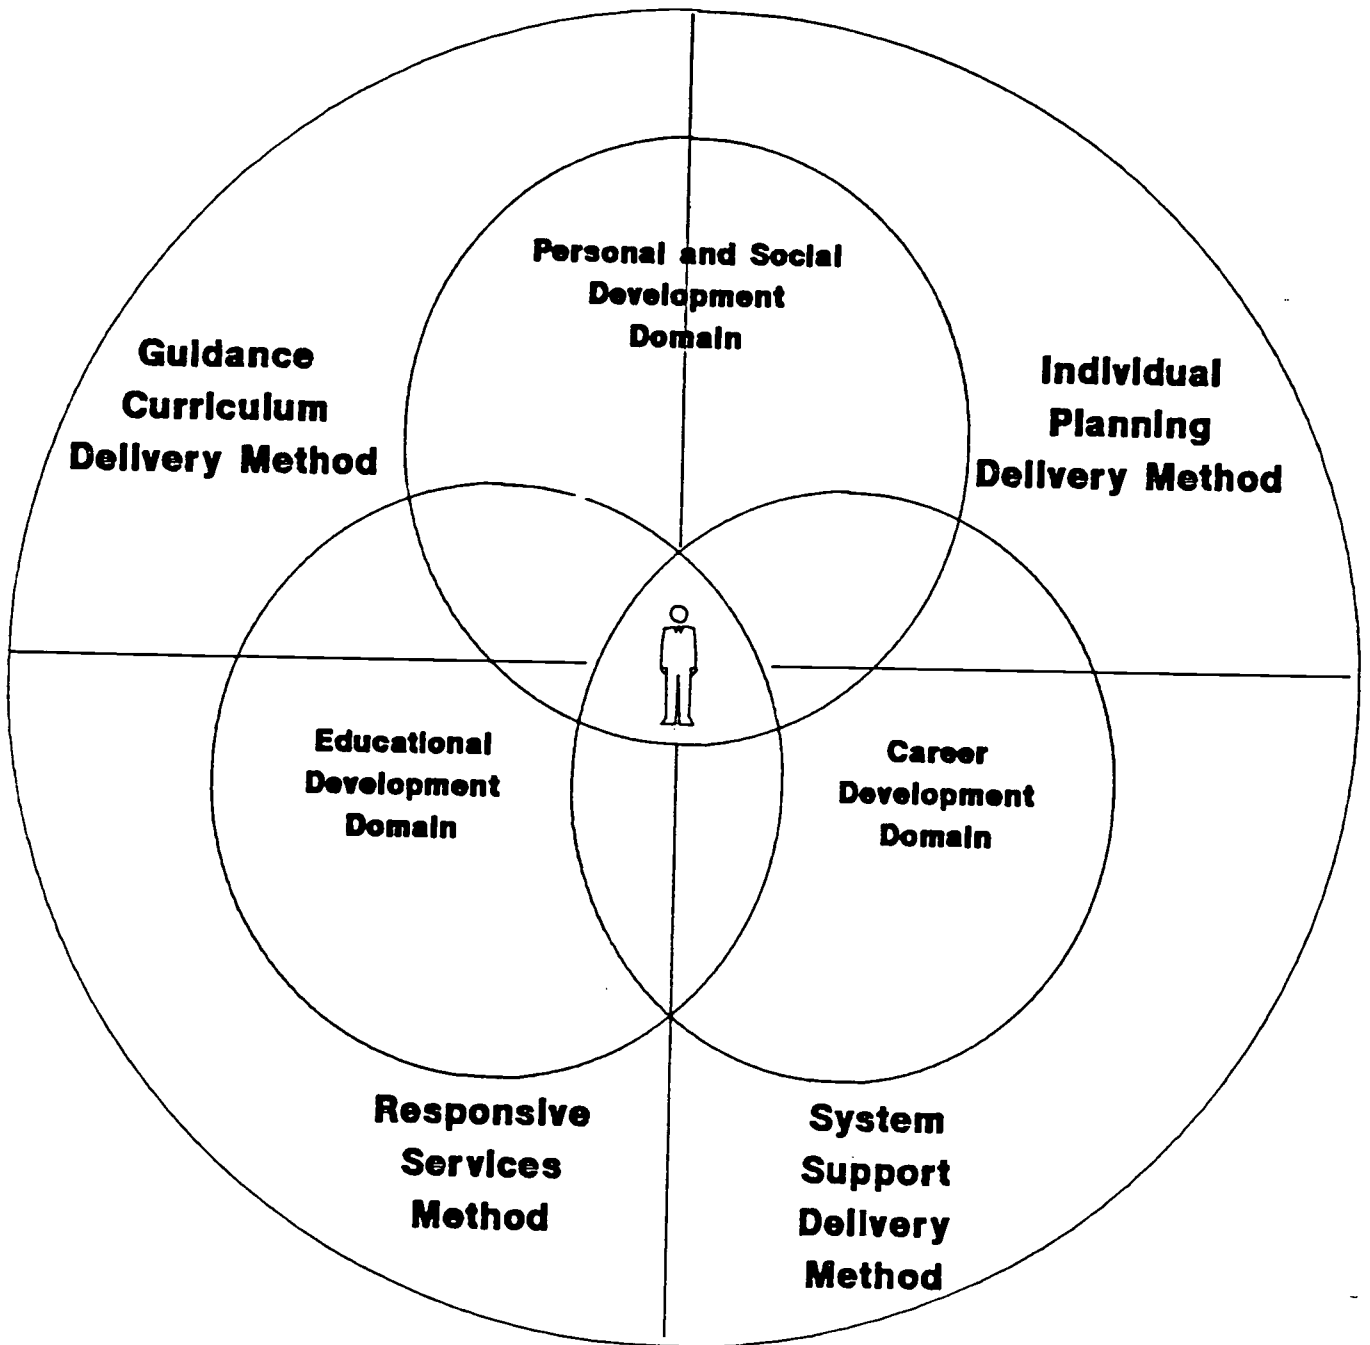 Personal and Social
Development
Domain
Guidance
Curriculum
Delivery Method
Individual
Planning
Delivery Method
Educational
Development
Domain
Career
Development
Domain
Responsive
Services
Method
System
Support
Delivery
Method